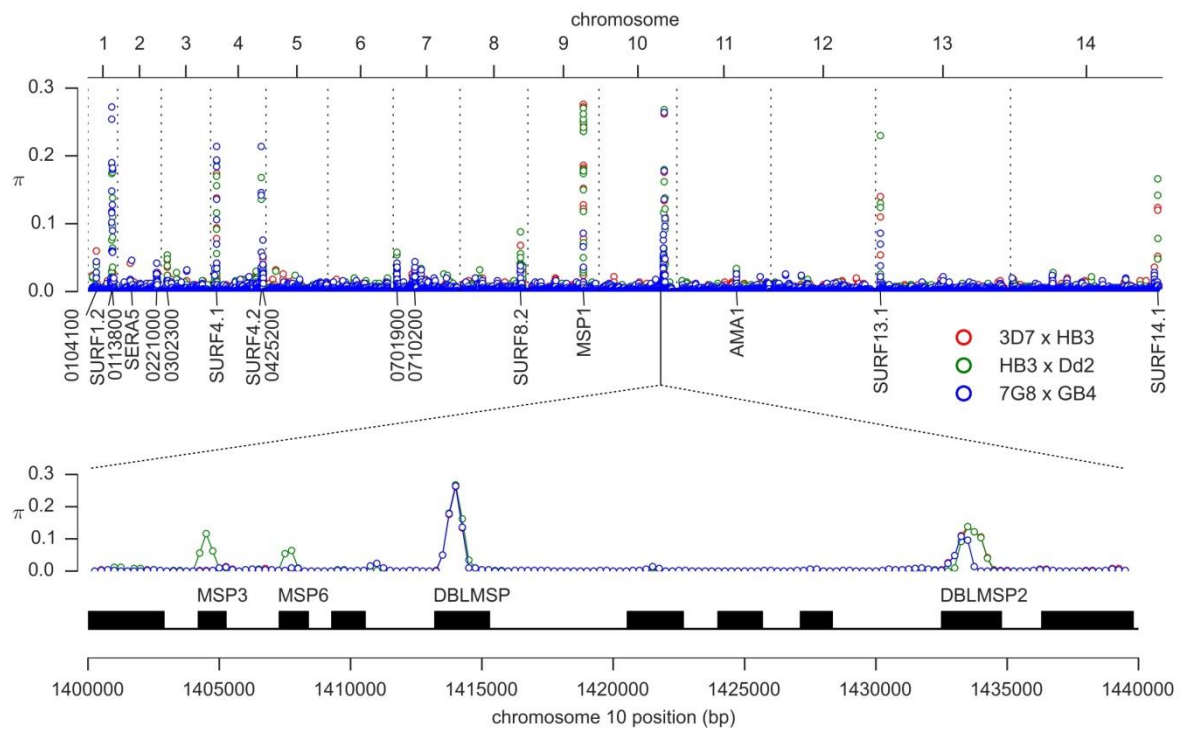 chromosome
1 2 3 4 5 6 7 8 9 10 11 12 13 14
0.3
0.2
π
0.1
0.0
0104100
SURF1.2
0113800
SERA5
0221000
0302300
SURF4.1
SURF4.2
0425200
0701900
0710200
SURF8.2
MSP1
AMA1
SURF13.1
SURF14.1
3D7 x HB3
HB3 x Dd2
7G8 x GB4
0.3
0.2
π
0.1
0.0
MSP3 MSP6 DBLMSP DBLMSP2
1400000 1405000 1410000 1415000 1420000 1425000 1430000 1435000 1440000
chromosome 10 position (bp)